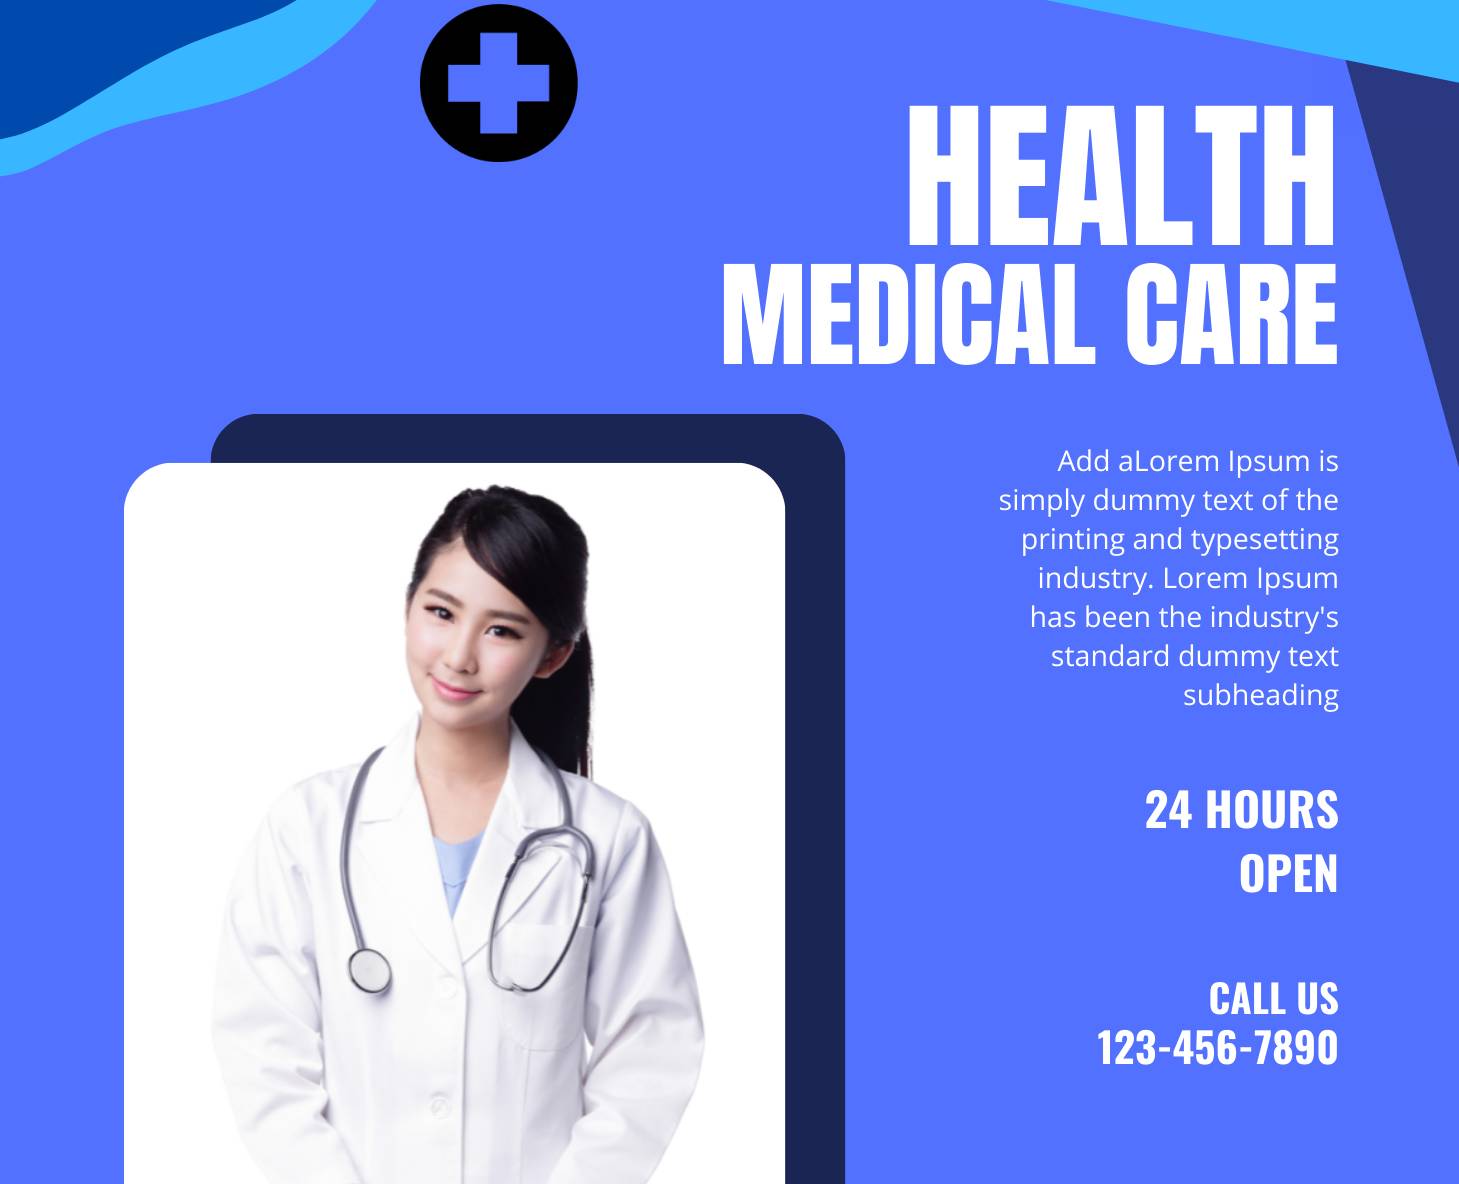 HEALTH
MEDICAL CARE
Add aLorem Ipsum is
simply dummy text of the
printing and typesetting
industry. Lorem Ipsum
has been the industry's
standard dummy text
subheading
24 HOURS
OPEN
CALL US
123-456-7890